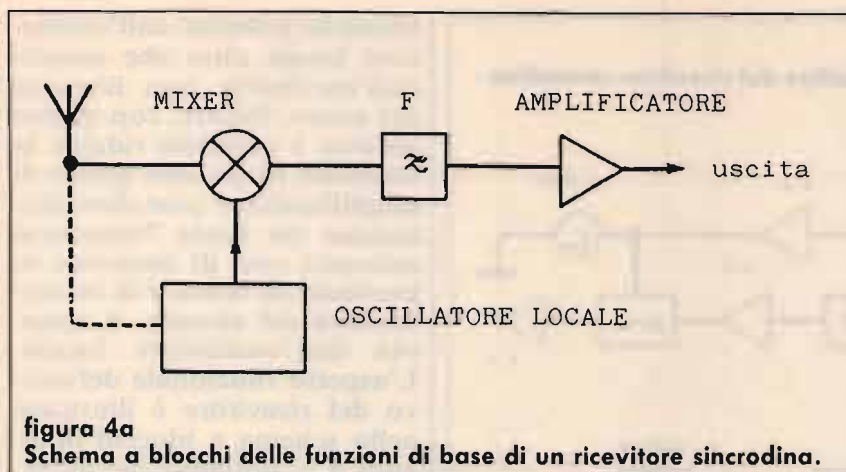 MIXER F AMPLIFICATORE
uscita
OSCILLATORE LOCALE
figura 4a
Schema a blocchi delle funzioni di base di un ricevitore sincrodina.